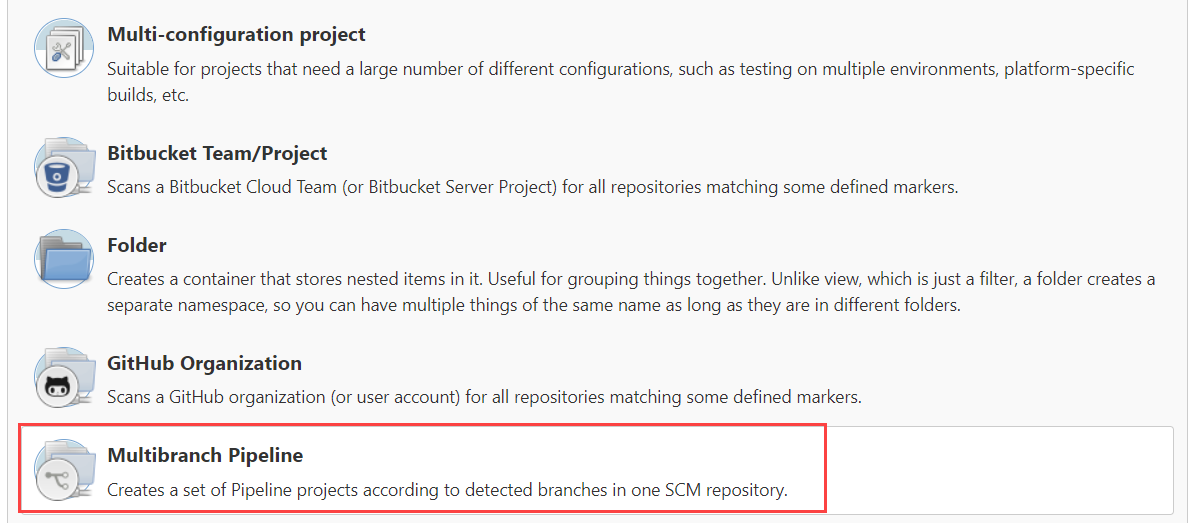 Multi-configuration project
Suitable for projects that need a large number of different configurations, such as testing on multiple environments, platform-specific
builds, etc.
Bitbucket Team/Project
Scans a Bitbucket Cloud Team (or Bitbucket Server Project) for all repositories matching some defined markers.
Folder
Creates a container that stores nested items in it. Useful for grouping things together. Unlike view, which is just a filter, a folder creates a
separate namespace, so you can have multiple things of the same name as long as they are in different folders.
GitHub Organization
Scans a GitHub organization (or user account) for all repositories matching some defined markers.
Multibranch Pipeline
Creates a set of Pipeline projects according to detected branches in one SCM repository.